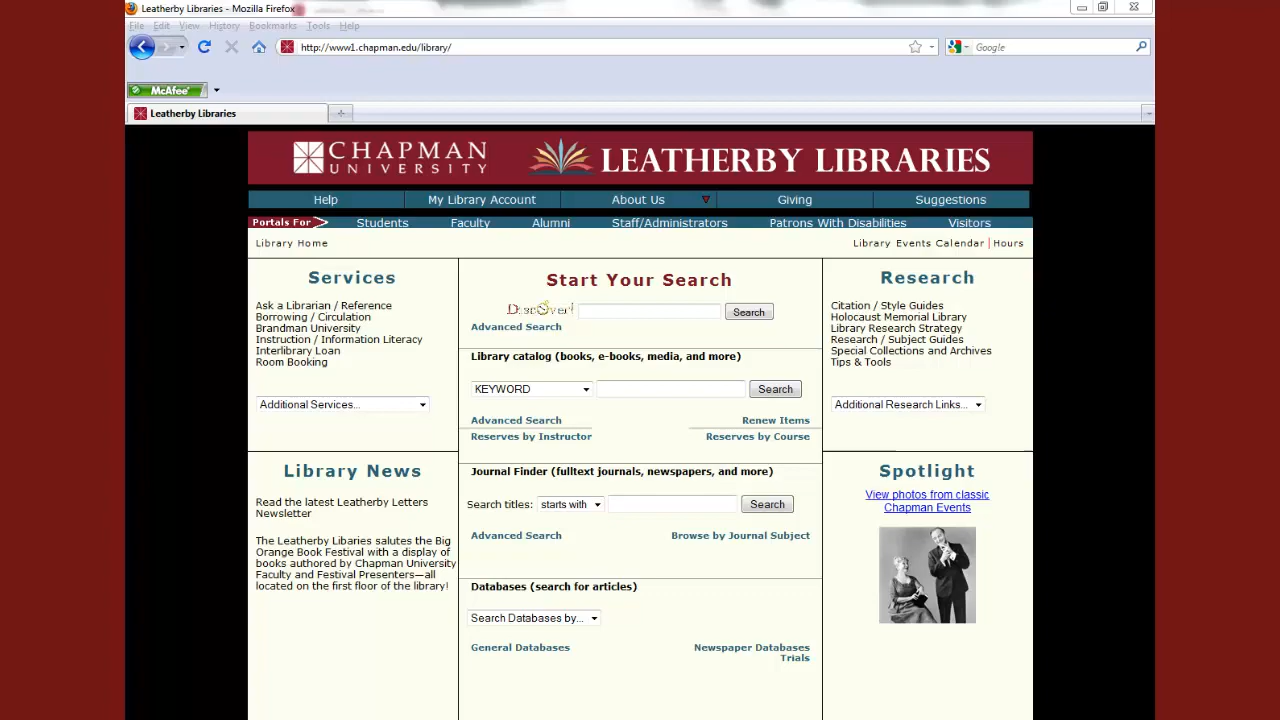 Leatherby Libraries - Mozilla Firefox
File Edit View History Bookmarks Tools Help
http://www1.chapman.edu/library/
Google
McAfee
Leatherby Libraries
CHAPMAN UNIVERSITY
LEATHERBY LIBRARIES
Help My Library Account About Us Giving Suggestions
Portals For Students Faculty Alumni Staff/Administrators Patrons With Disabilities Visitors
Library Home Library Events Calendar | Hours
Services
Ask a Librarian / Reference
Borrowing / Circulation
Brandman University
Instruction / Information Literacy
Interlibrary Loan
Room Booking
Additional Services...
Start Your Search
Discover! Search
Advanced Search
Library catalog (books, e-books, media, and more)
KEYWORD Search
Advanced Search Renew Items
Reserves by Instructor Reserves by Course
Journal Finder (fulltext journals, newspapers, and more)
Search titles: starts with Search
Advanced Search Browse by Journal Subject
Databases (search for articles)
Search Databases by...
General Databases Newspaper Databases
Trials
Research
Citation / Style Guides
Holocaust Memorial Library
Library Research Strategy
Research / Subject Guides
Special Collections and Archives
Tips & Tools
Additional Research Links...
Library News
Read the latest Leatherby Letters
Newsletter
The Leatherby Libaries salutes the Big
Orange Book Festival with a display of
books authored by Chapman University
Faculty and Festival Presenters—all
located on the first floor of the library!
Spotlight
View photos from classic
Chapman Events